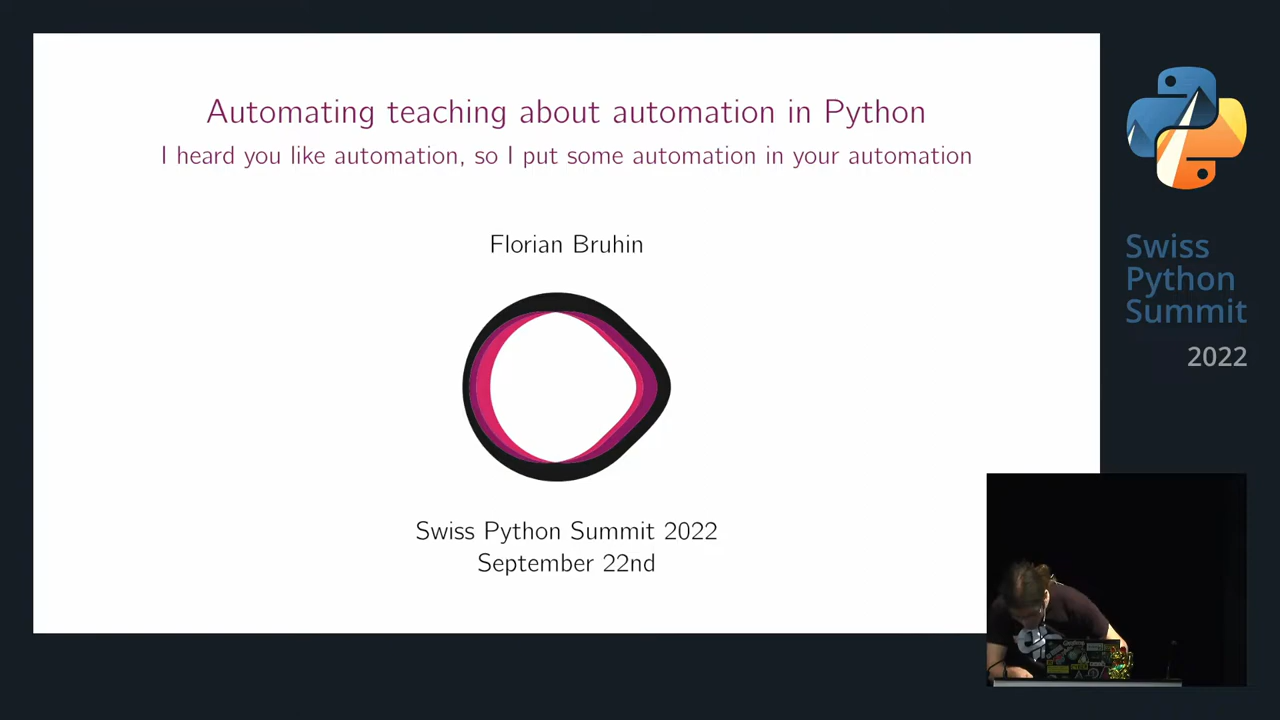 Automating teaching about automation in Python
I heard you like automation, so I put some automation in your automation
Florian Bruhin
Swiss Python Summit 2022
September 22nd
Swiss
Python
Summit
2022